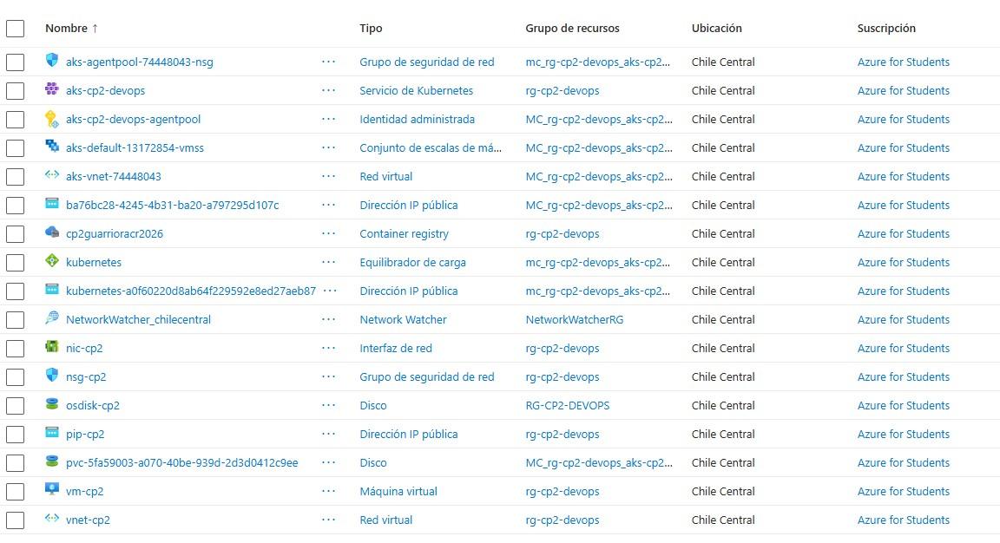 Nombre ↑ Tipo Grupo de recursos Ubicación Suscripción
aks-agentpool-74448043-nsg ··· Grupo de seguridad de red mc_rg-cp2-devops_aks-cp2... Chile Central Azure for Students
aks-cp2-devops ··· Servicio de Kubernetes rg-cp2-devops Chile Central Azure for Students
aks-cp2-devops-agentpool ··· Identidad administrada MC_rg-cp2-devops_aks-cp2... Chile Central Azure for Students
aks-default-13172854-vmss ··· Conjunto de escalas de má... MC_rg-cp2-devops_aks-cp2... Chile Central Azure for Students
aks-vnet-74448043 ··· Red virtual MC_rg-cp2-devops_aks-cp2... Chile Central Azure for Students
ba76bc28-4245-4b31-ba20-a797295d107c ··· Dirección IP pública MC_rg-cp2-devops_aks-cp2... Chile Central Azure for Students
cp2guarrioracr2026 ··· Container registry rg-cp2-devops Chile Central Azure for Students
kubernetes ··· Equilibrador de carga mc_rg-cp2-devops_aks-cp2... Chile Central Azure for Students
kubernetes-a0f60220d8ab64f229592e8ed27aeb87 ··· Dirección IP pública mc_rg-cp2-devops_aks-cp2... Chile Central Azure for Students
NetworkWatcher_chilecentral ··· Network Watcher NetworkWatcherRG Chile Central Azure for Students
nic-cp2 ··· Interfaz de red rg-cp2-devops Chile Central Azure for Students
nsg-cp2 ··· Grupo de seguridad de red rg-cp2-devops Chile Central Azure for Students
osdisk-cp2 ··· Disco RG-CP2-DEVOPS Chile Central Azure for Students
pip-cp2 ··· Dirección IP pública rg-cp2-devops Chile Central Azure for Students
pvc-5fa59003-a070-40be-939d-2d3d0412c9ee ··· Disco MC_rg-cp2-devops_aks-cp2... Chile Central Azure for Students
vm-cp2 ··· Máquina virtual rg-cp2-devops Chile Central Azure for Students
vnet-cp2 ··· Red virtual rg-cp2-devops Chile Central Azure for Students